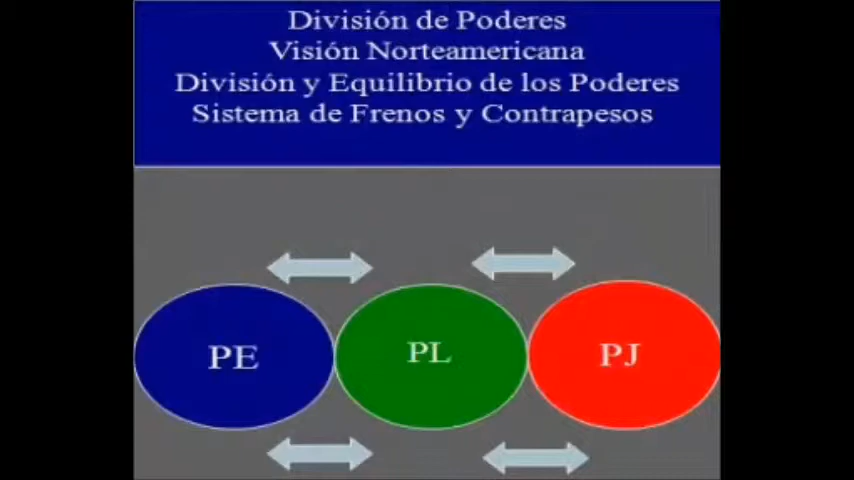 División de Poderes
Visión Norteamericana
División y Equilibrio de los Poderes
Sistema de Frenos y Contrapesos
PE
PL
PJ